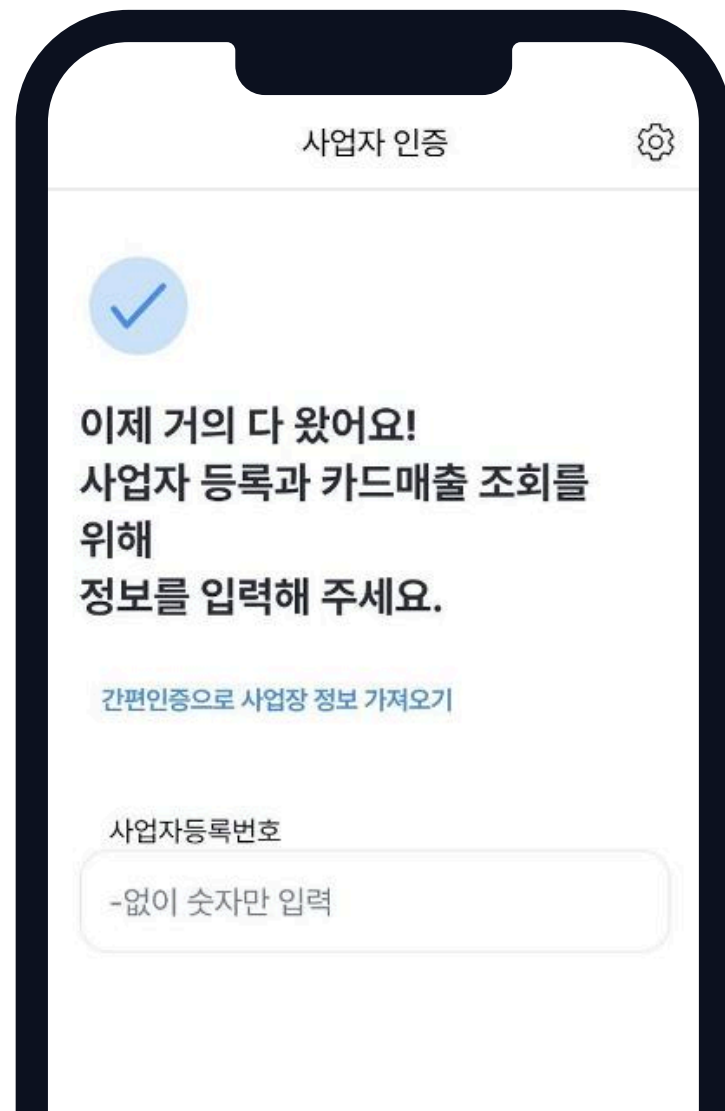 사업자 인증
이제 거의 다 왔어요!
사업자 등록과 카드매출 조회를
위해
정보를 입력해 주세요.
간편인증으로 사업장 정보 가져오기
사업자등록번호
-없이 숫자만 입력